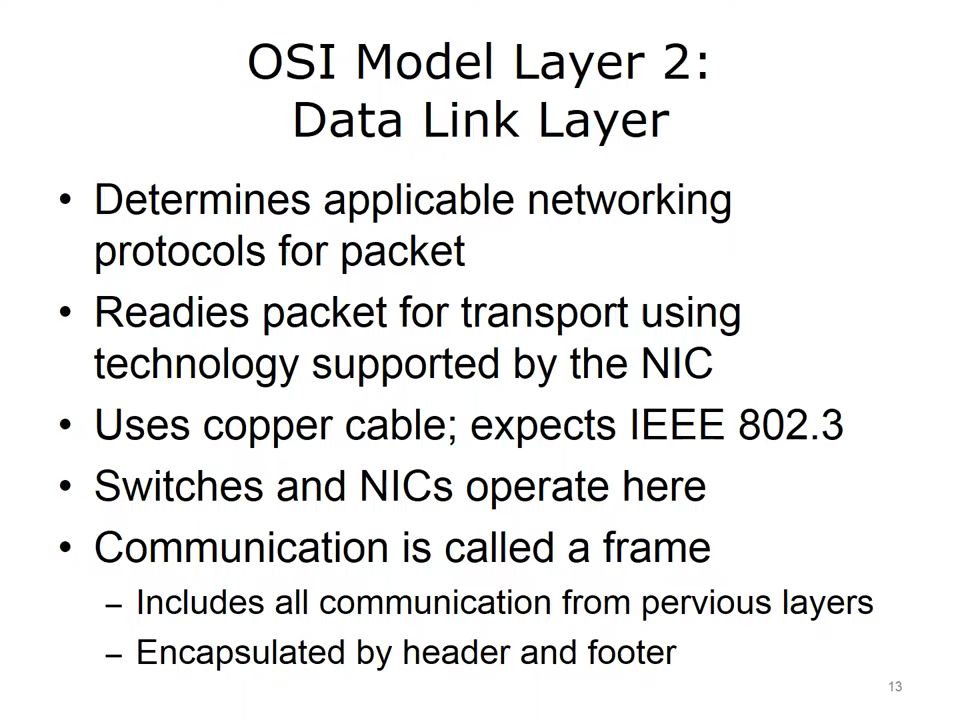 OSI Model Layer 2:
Data Link Layer
• Determines applicable networking
protocols for packet
• Readies packet for transport using
technology supported by the NIC
• Uses copper cable; expects IEEE 802.3
• Switches and NICs operate here
• Communication is called a frame
– Includes all communication from pervious layers
– Encapsulated by header and footer
13